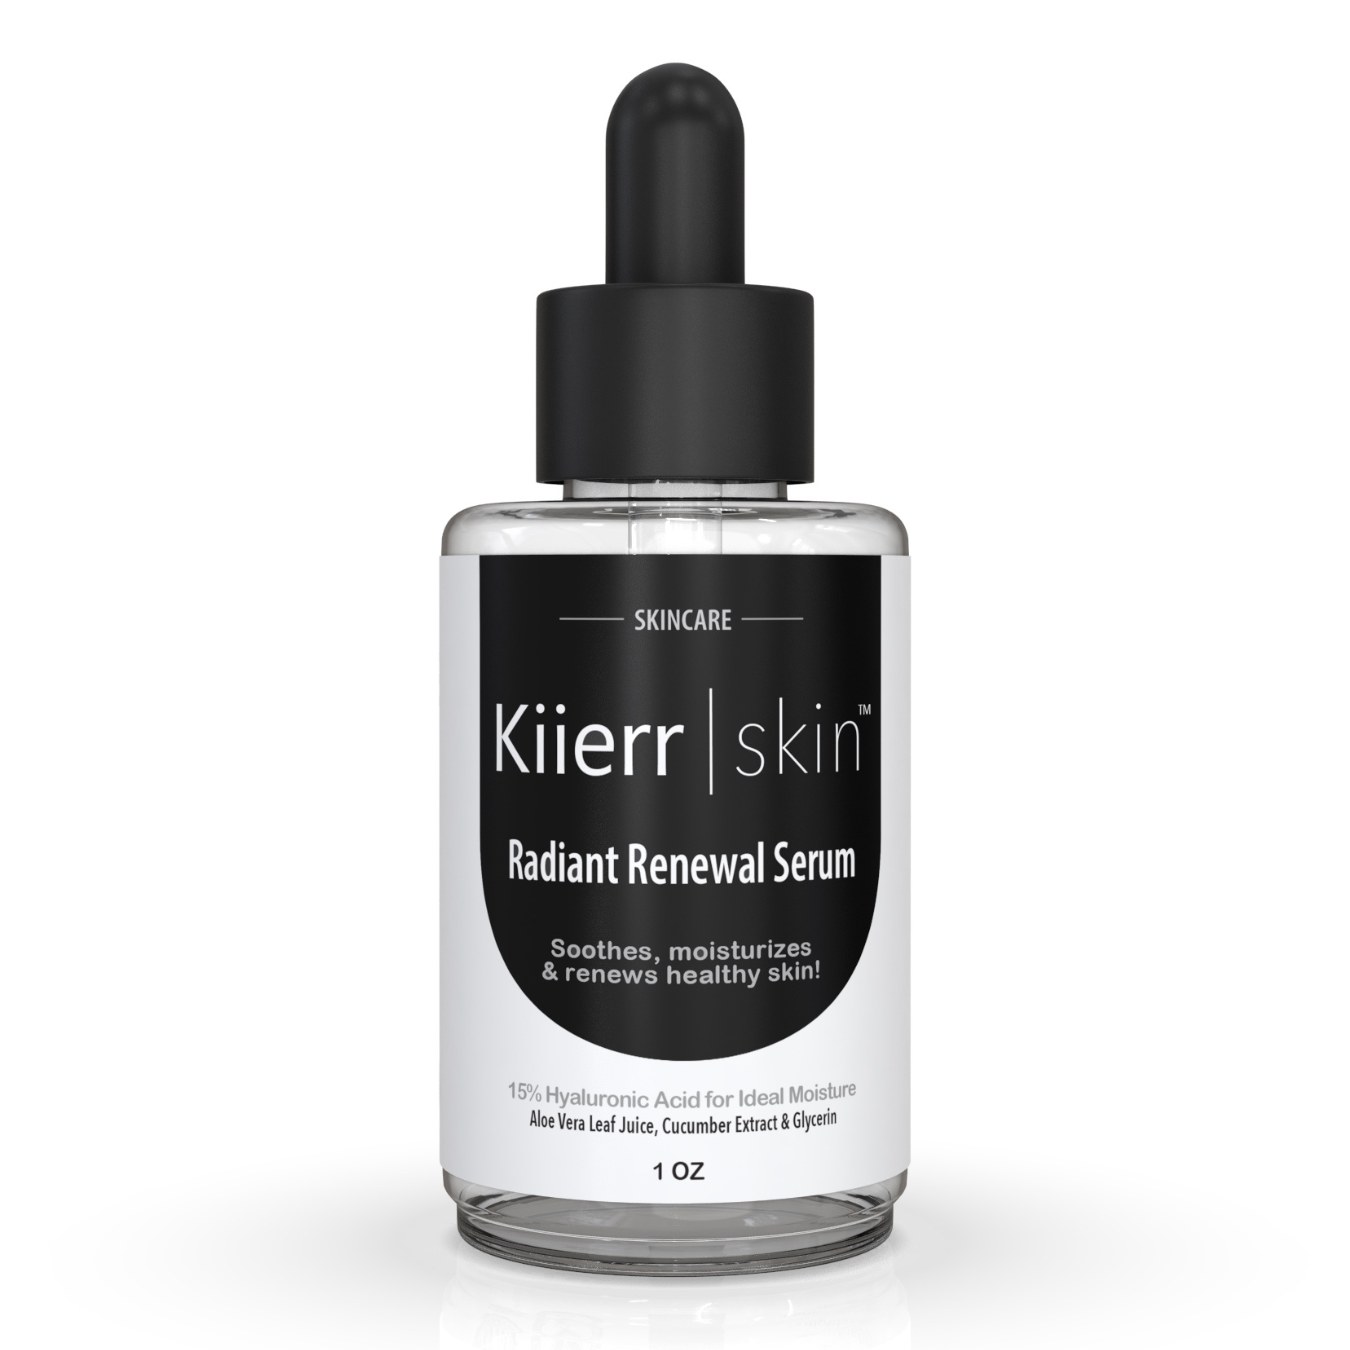 SKINCARE
Kiierr | skin™
Radiant Renewal Serum
Soothes, moisturizes
& renews healthy skin!
15% Hyaluronic Acid for Ideal Moisture
Aloe Vera Leaf Juice, Cucumber Extract & Glycerin
1 OZ